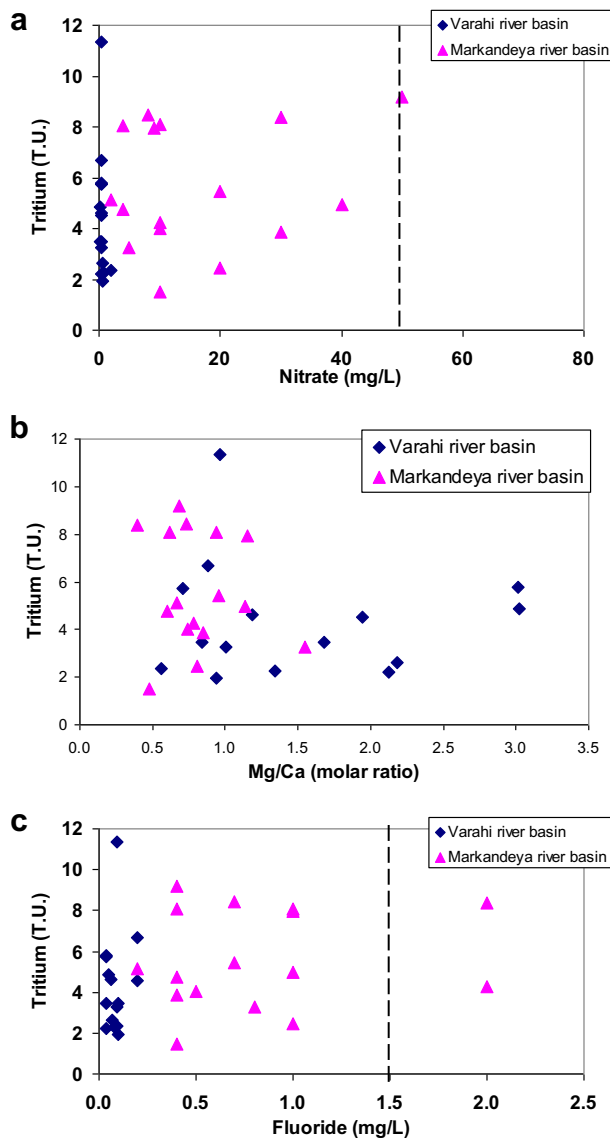 a
Varahi river basin
Markandeya river basin
12
10
8
6
4
2
0
Tritium (T.U.)
0 20 40 60 80
Nitrate (mg/L)
b
Varahi river basin
Markandeya river basin
12
10
8
6
4
2
0
Tritium (T.U.)
0.0 0.5 1.0 1.5 2.0 2.5 3.0 3.5
Mg/Ca (molar ratio)
c
Varahi river basin
Markandeya river basin
12
10
8
6
4
2
0
Tritium (T.U.)
0.0 0.5 1.0 1.5 2.0 2.5
Fluoride (mg/L)